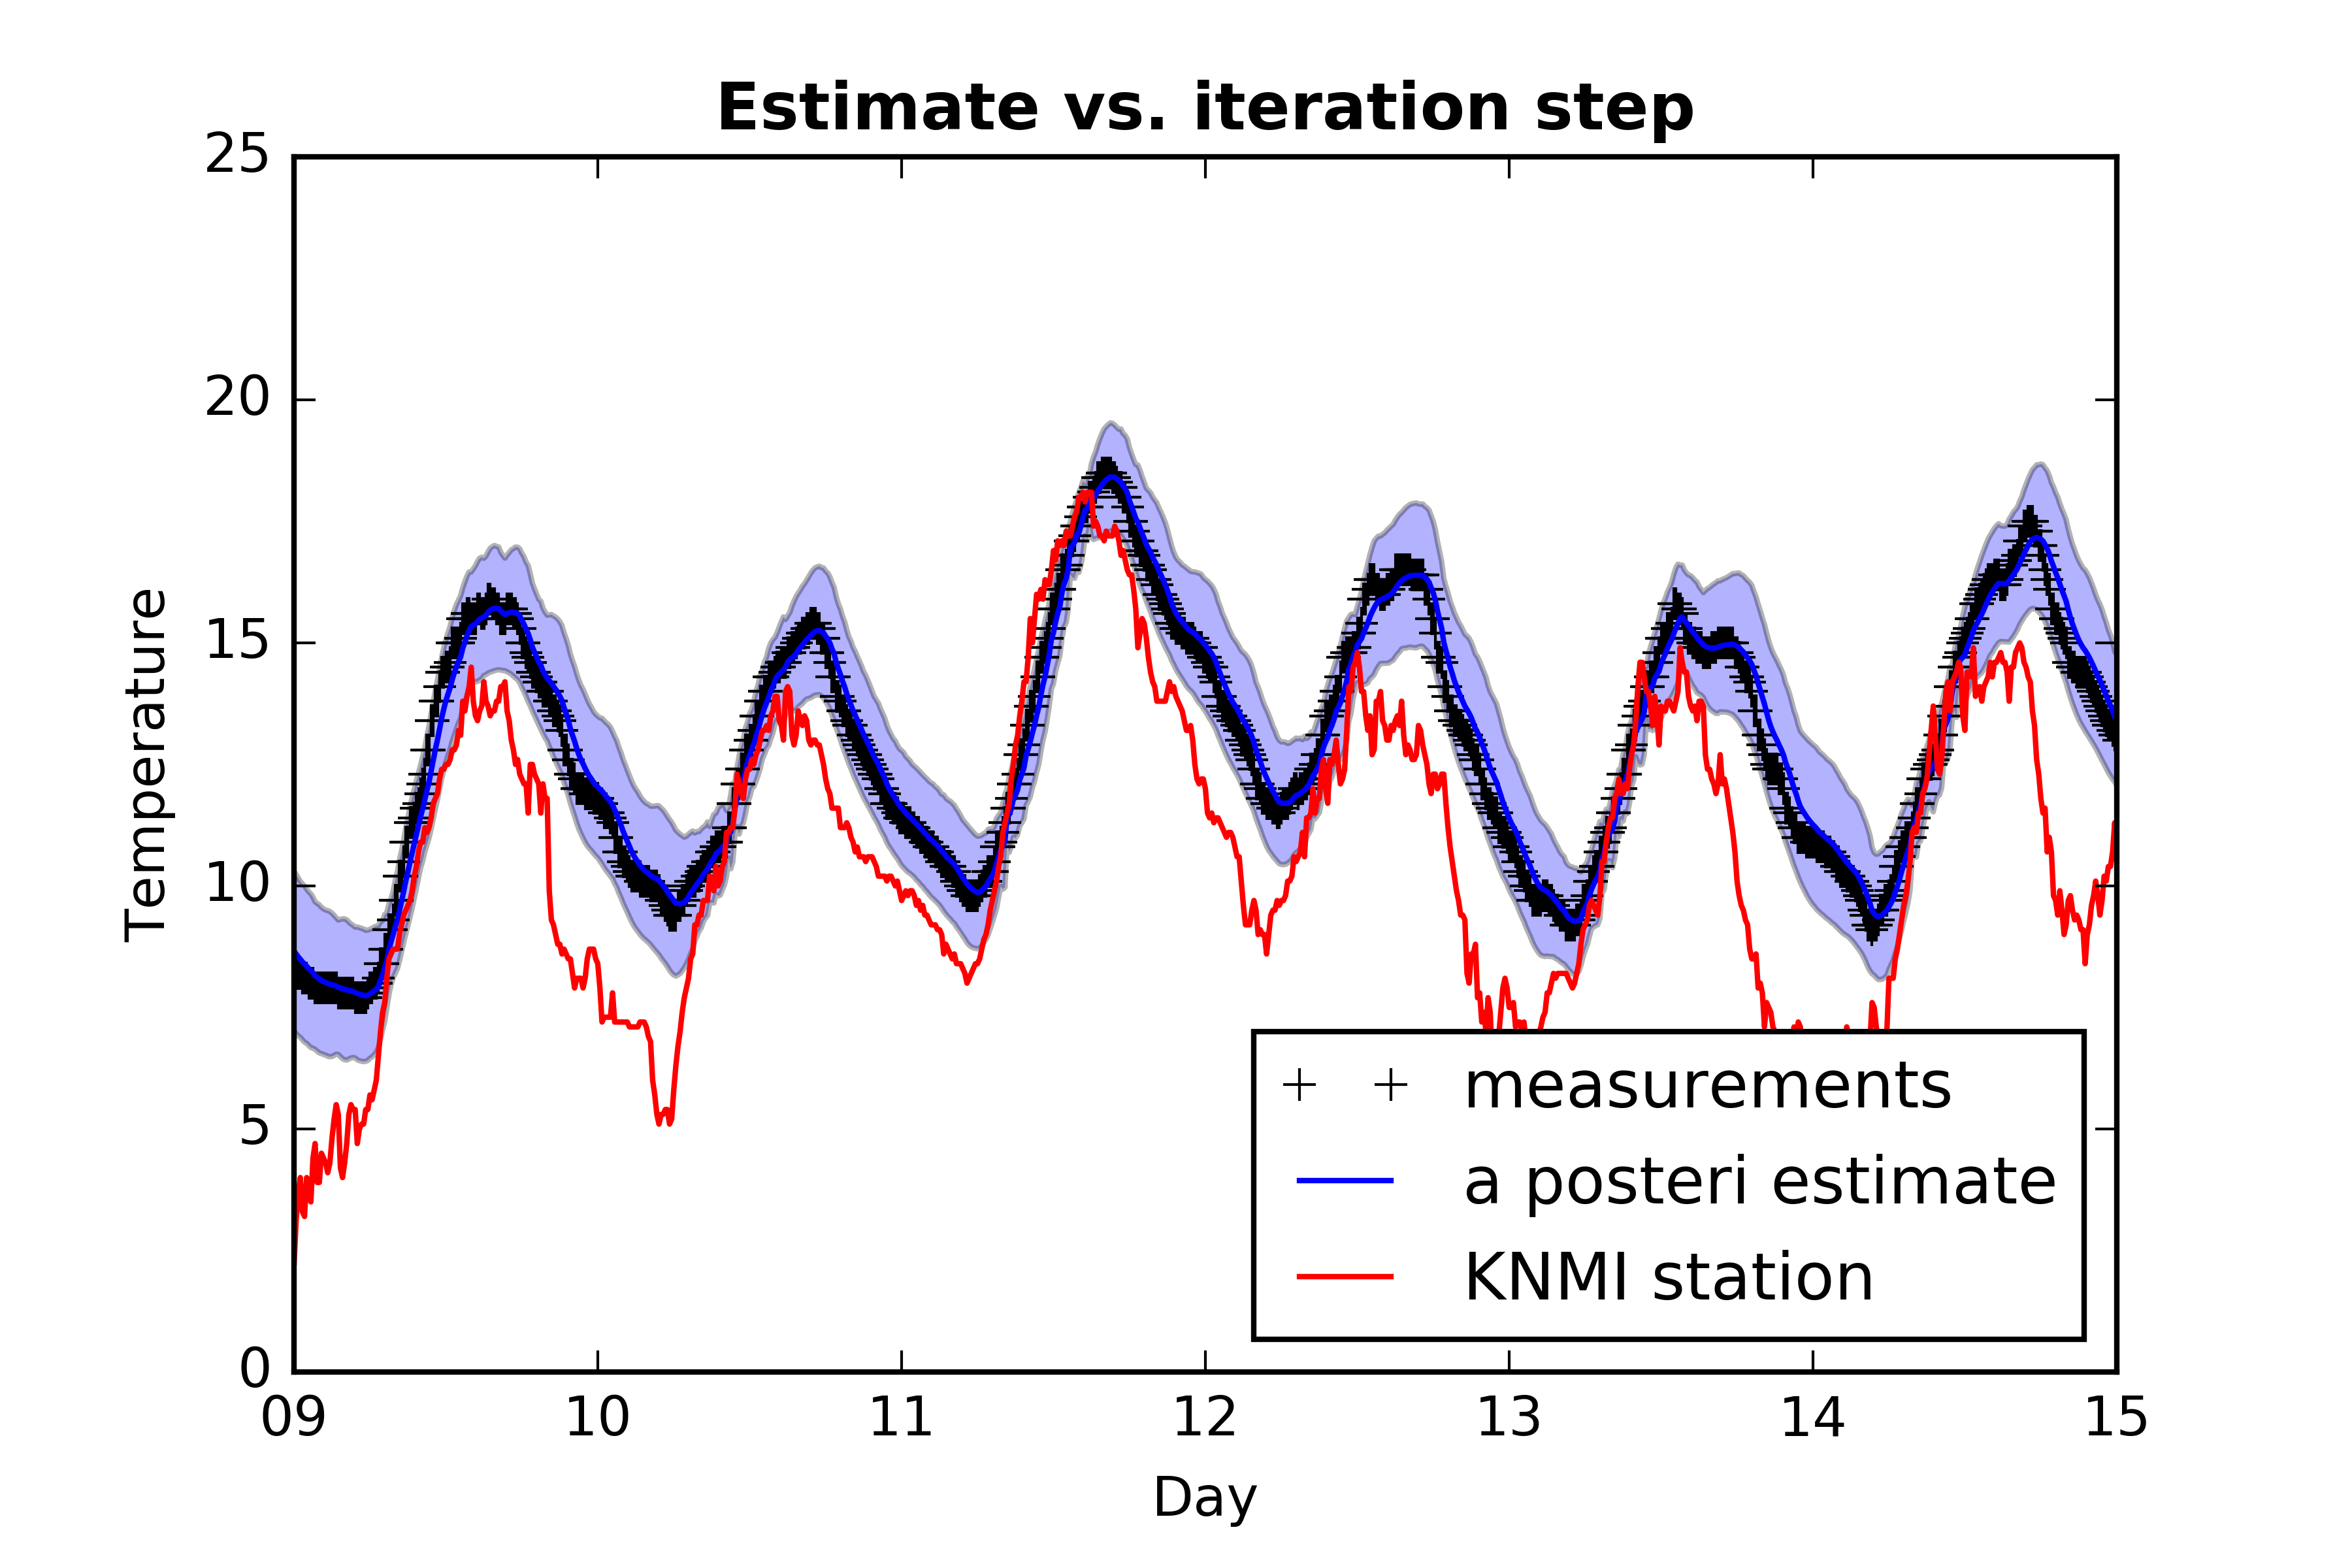 Estimate vs. iteration step
25
20
15
10
5
0
Temperature
09 10 11 12 13 14 15
Day
measurements
a posteri estimate
KNMI station